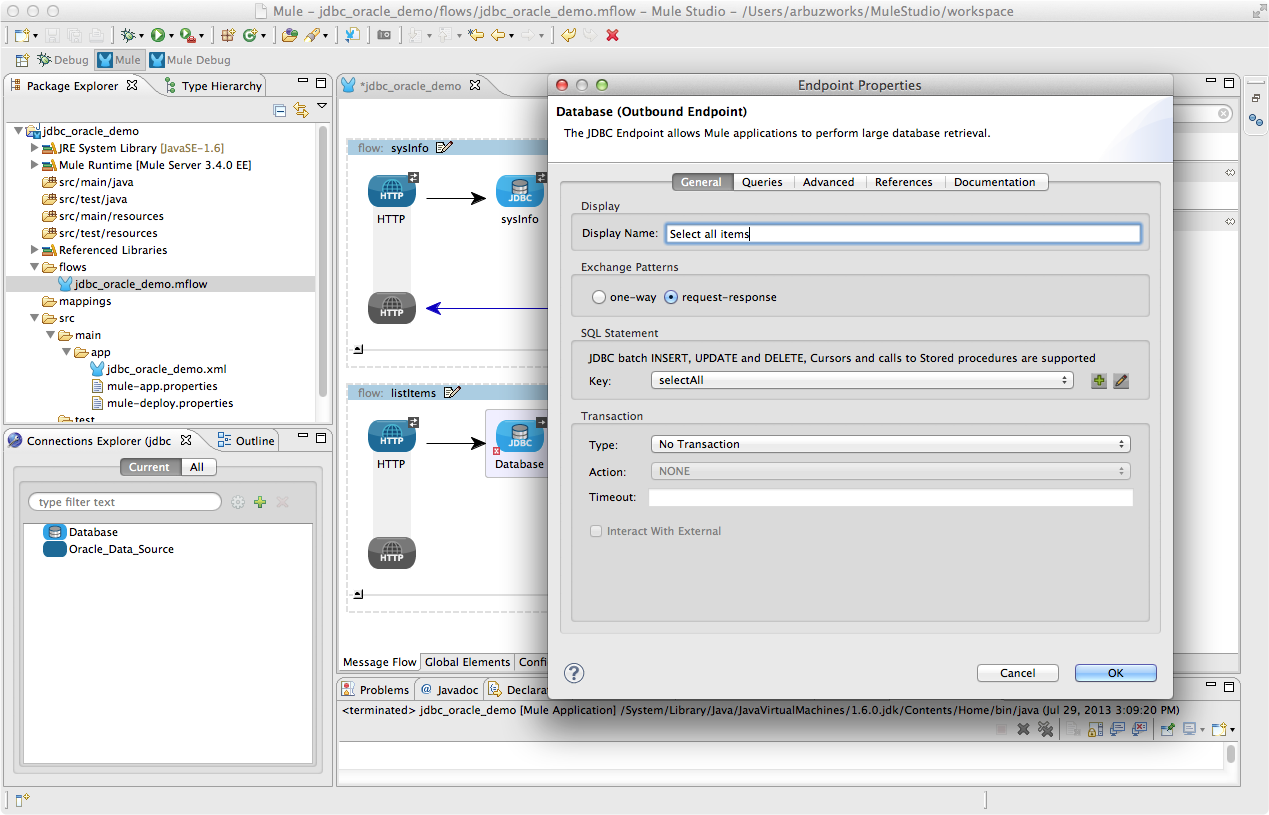 Mule – jdbc_oracle_demo/flows/jdbc_oracle_demo.mflow – Mule Studio – /Users/arbuzworks/MuleStudio/workspace
Debug Mule Mule Debug
Package Explorer Type Hierarchy
jdbc_oracle_demo
JRE System Library [JavaSE-1.6]
Mule Runtime [Mule Server 3.4.0 EE]
src/main/java
src/test/java
src/main/resources
src/test/resources
Referenced Libraries
flows
jdbc_oracle_demo.mflow
mappings
src
main
app
jdbc_oracle_demo.xml
mule-app.properties
mule-deploy.properties
test
Connections Explorer (jdbc Outline
Current All
type filter text
Database
Oracle_Data_Source
*jdbc_oracle_demo
flow: sysInfo
HTTP JDBC
HTTP sysInfo
HTTP
flow: listItems
HTTP JDBC
HTTP Database
HTTP
Message Flow Global Elements Confi
Endpoint Properties
Database (Outbound Endpoint)
The JDBC Endpoint allows Mule applications to perform large database retrieval.
General Queries Advanced References Documentation
Display
Display Name: Select all items
Exchange Patterns
one-way request-response
SQL Statement
JDBC batch INSERT, UPDATE and DELETE, Cursors and calls to Stored procedures are supported
Key: selectAll
Transaction
Type: No Transaction
Action: NONE
Timeout:
Interact With External
? Cancel OK
Problems @ Javadoc Declara
<terminated> jdbc_oracle_demo [Mule Application] /System/Library/Java/JavaVirtualMachines/1.6.0.jdk/Contents/Home/bin/java (Jul 29, 2013 3:09:20 PM)